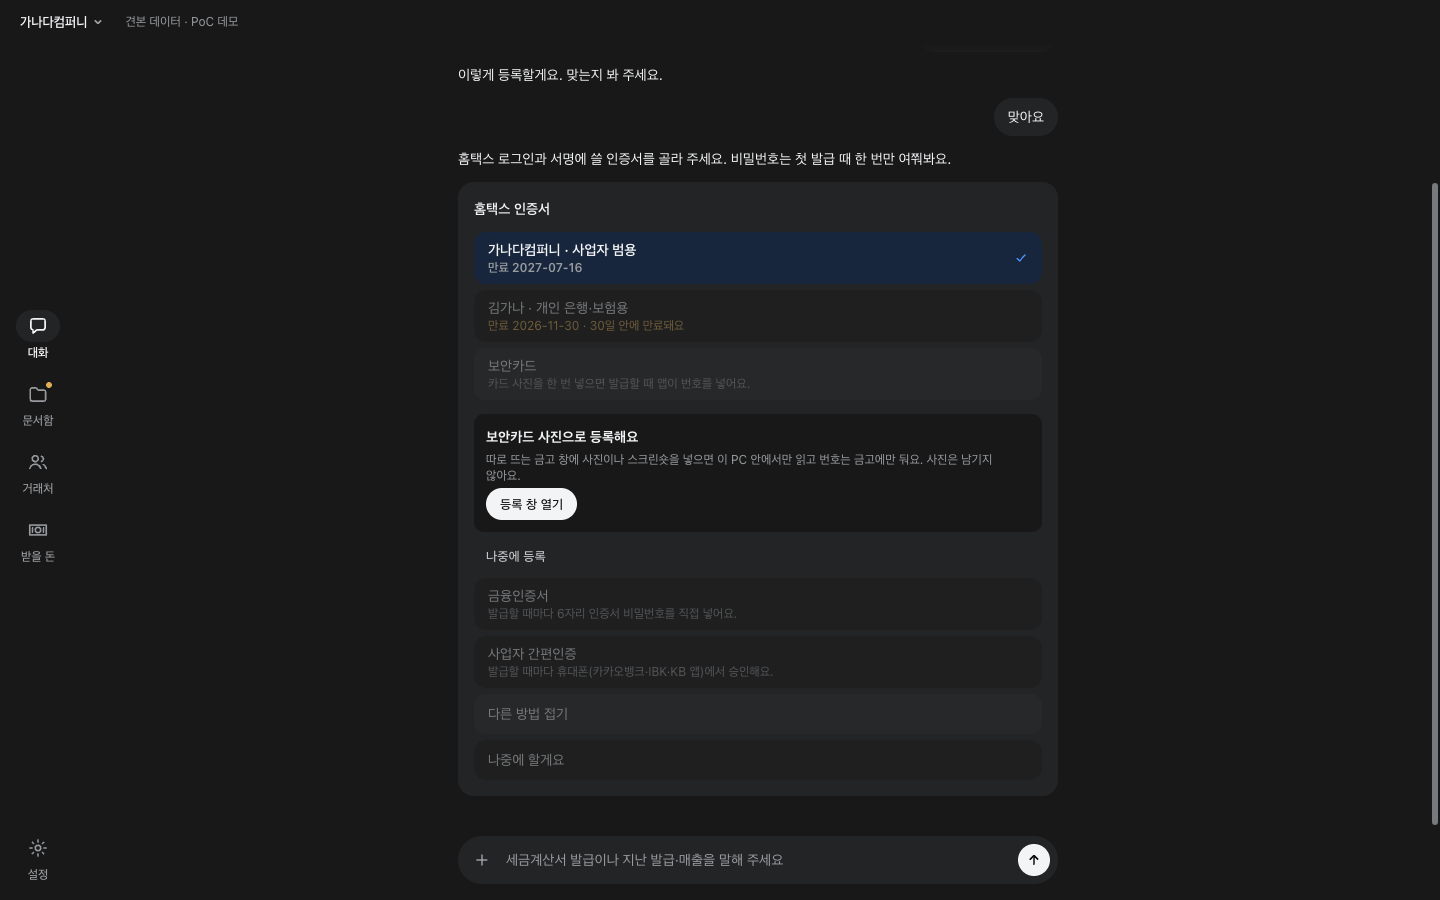 가나다컴퍼니
견본 데이터 · PoC 데모
이렇게 등록할게요. 맞는지 봐 주세요.
맞아요
홈택스 로그인과 서명에 쓸 인증서를 골라 주세요. 비밀번호는 첫 발급 때 한 번만 여쭤봐요.
홈택스 인증서
가나다컴퍼니 · 사업자 범용
만료 2027-07-16
김가나 · 개인 은행·보험용
만료 2026-11-30 · 30일 안에 만료돼요
보안카드
카드 사진을 한 번 넣으면 발급할 때 앱이 번호를 넣어요.
보안카드 사진으로 등록해요
따로 뜨는 금고 창에 사진이나 스크린숏을 넣으면 이 PC 안에서만 읽고 번호는 금고에만 둬요. 사진은 남기지
않아요.
등록 창 열기
나중에 등록
금융인증서
발급할 때마다 6자리 인증서 비밀번호를 직접 넣어요.
사업자 간편인증
발급할 때마다 휴대폰(카카오뱅크·IBK·KB 앱)에서 승인해요.
다른 방법 접기
나중에 할게요
대화
문서함
거래처
받을 돈
설정
세금계산서 발급이나 지난 발급·매출을 말해 주세요